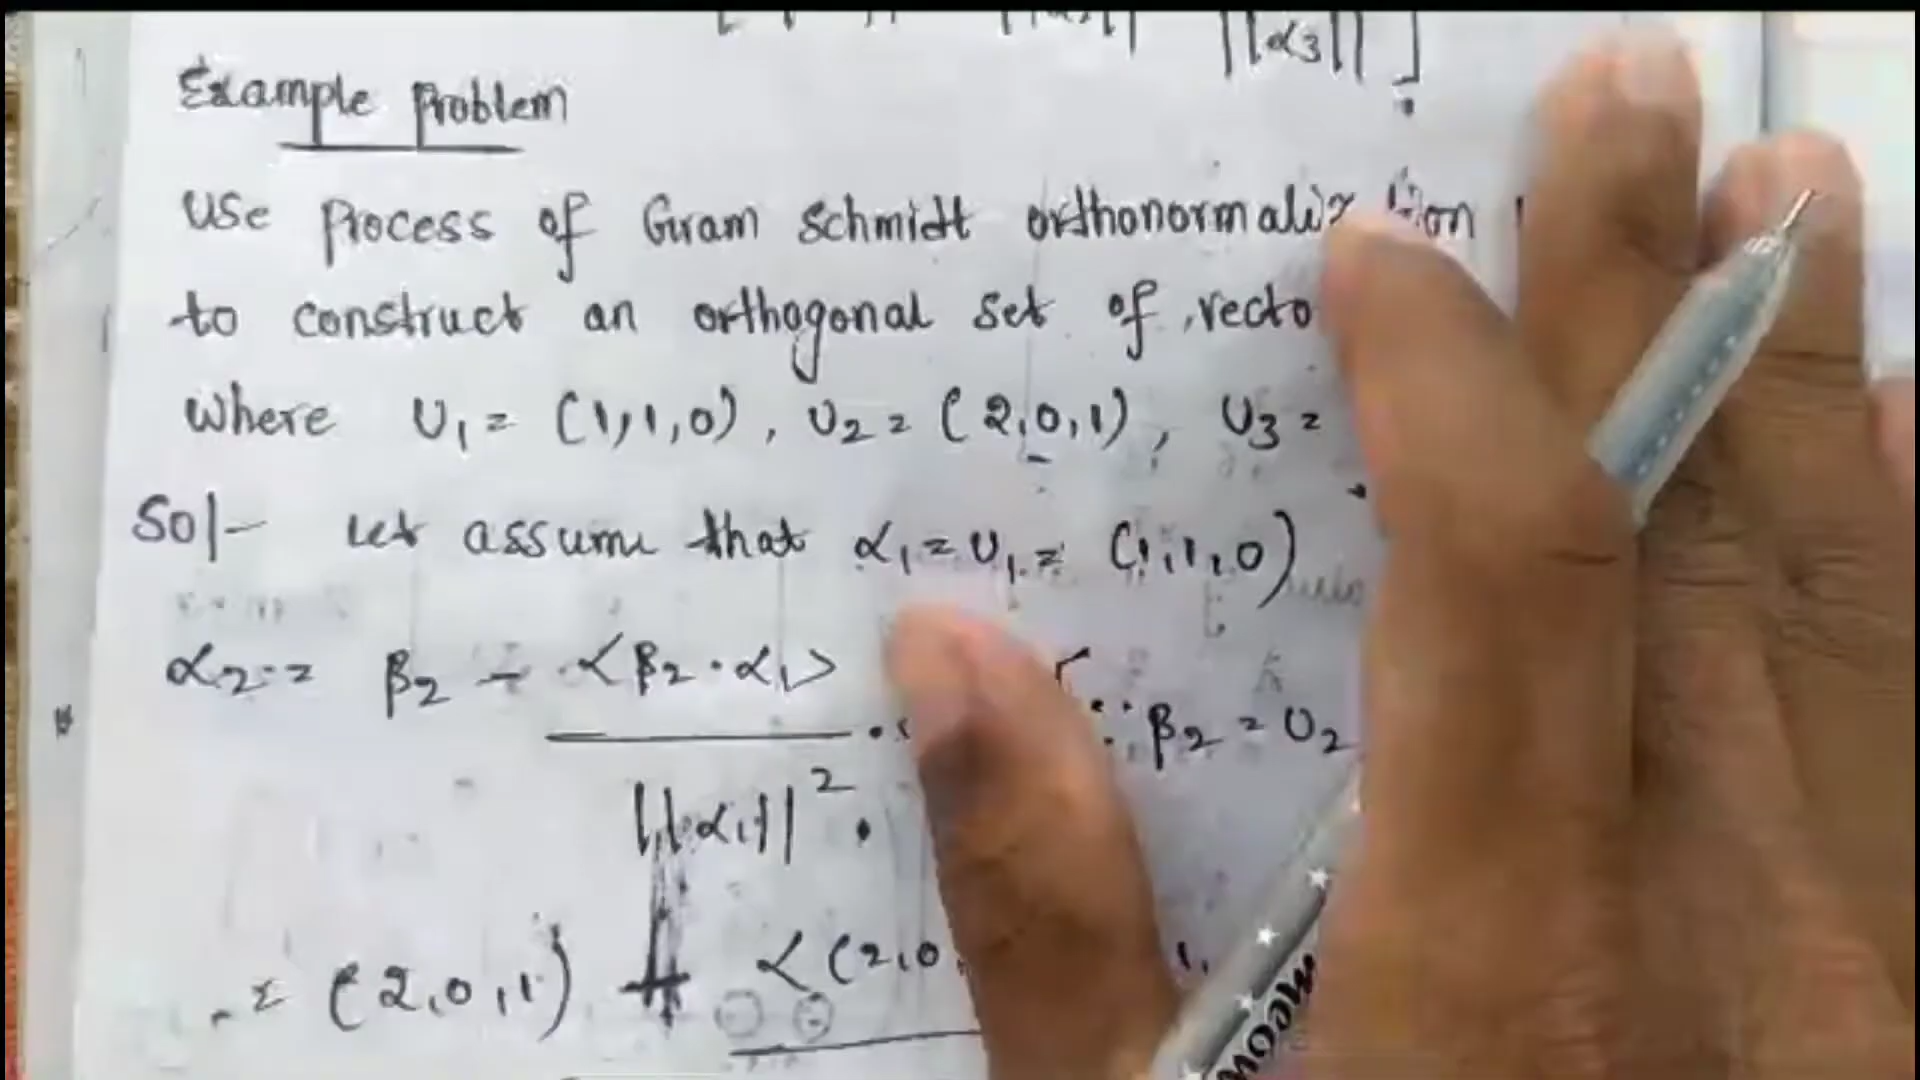 ||α3|| ]
Example Problem
Use Process of Gram Schmidt
to construct an orthogonal set of
Where U1 = (1,1,0), U2 = (2,0,1), U3 =
Sol- let assume that α1 = U1 = (1,1,0)
α2 = β2 - <β2 · α1>
∵ β2 = U2
||α1||²
= (2,0,1)
<(2,0
meow